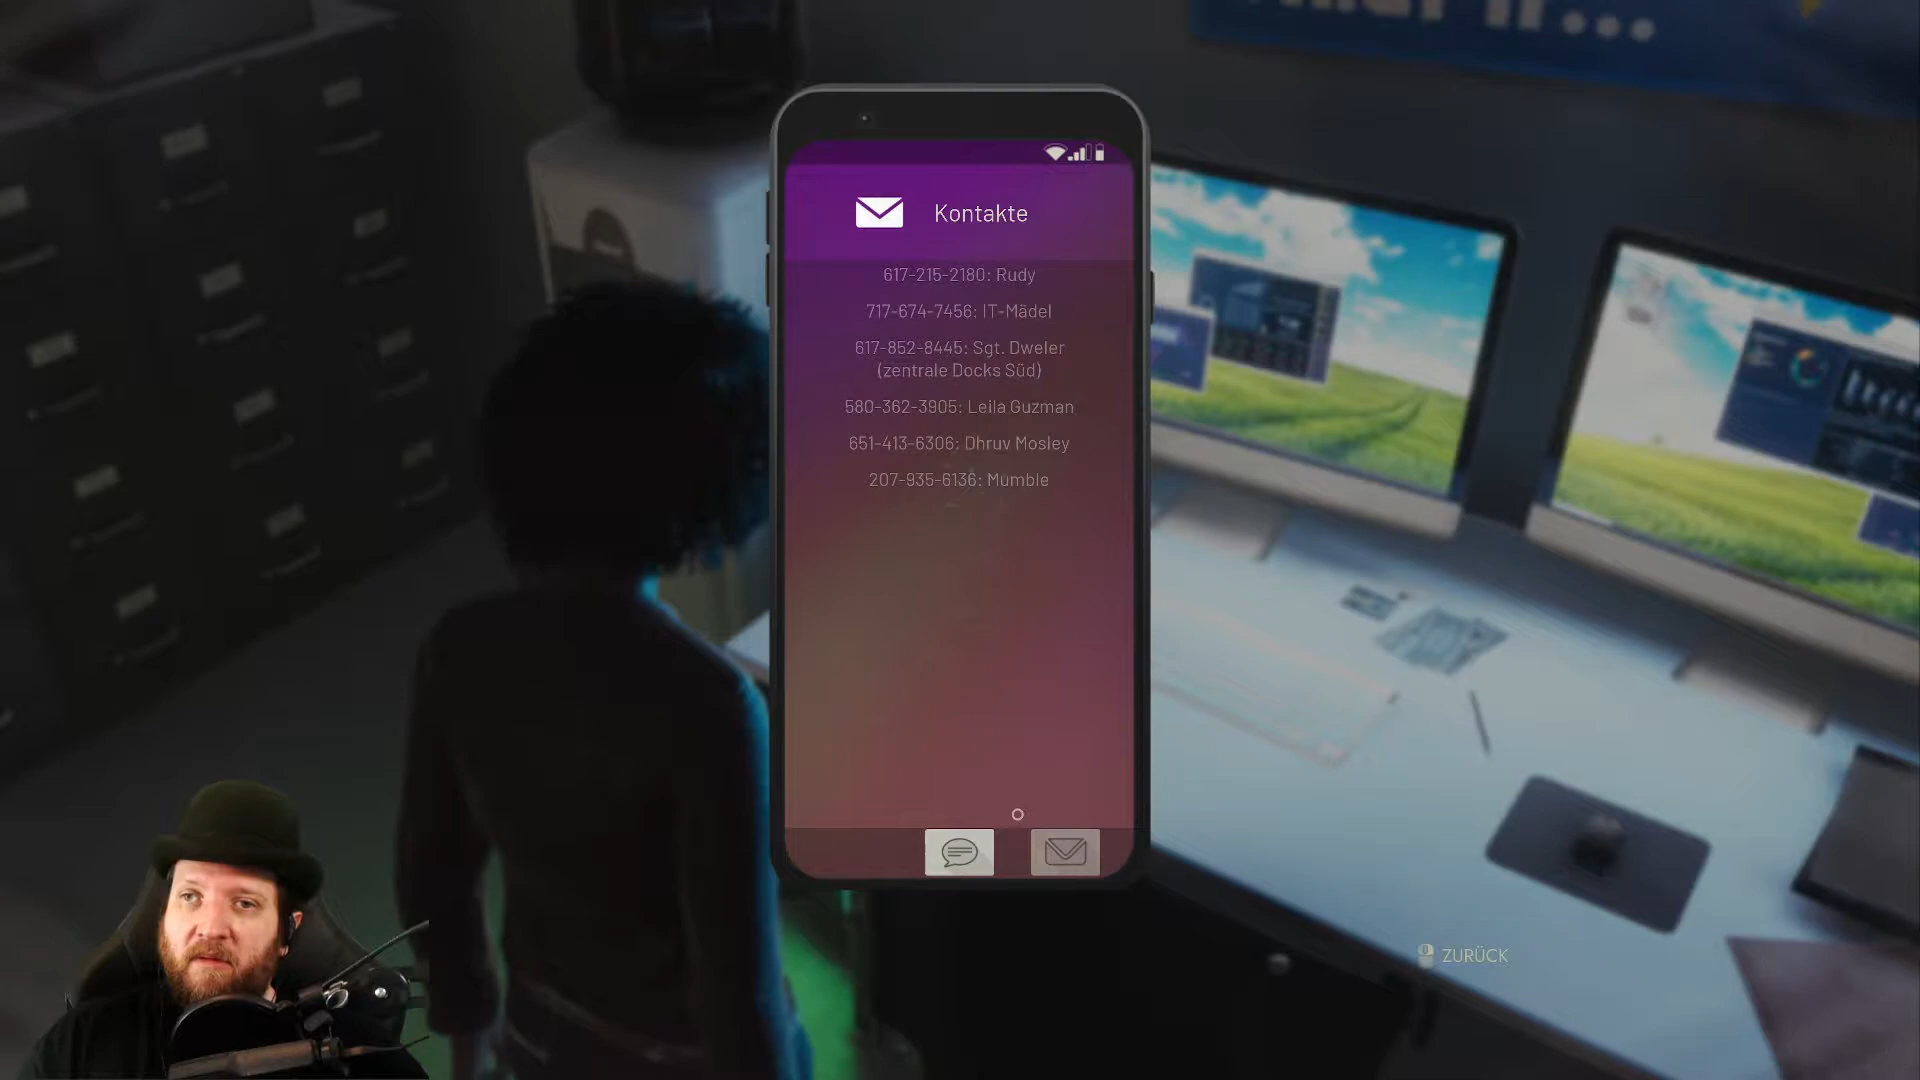 Kontakte
617-215-2180: Rudy
717-674-7456: IT-Mädel
617-852-8445: Sgt. Dweler
(zentrale Docks Süd)
580-362-3905: Leila Guzman
651-413-6306: Dhruv Mosley
207-935-6136: Mumble
ZURÜCK